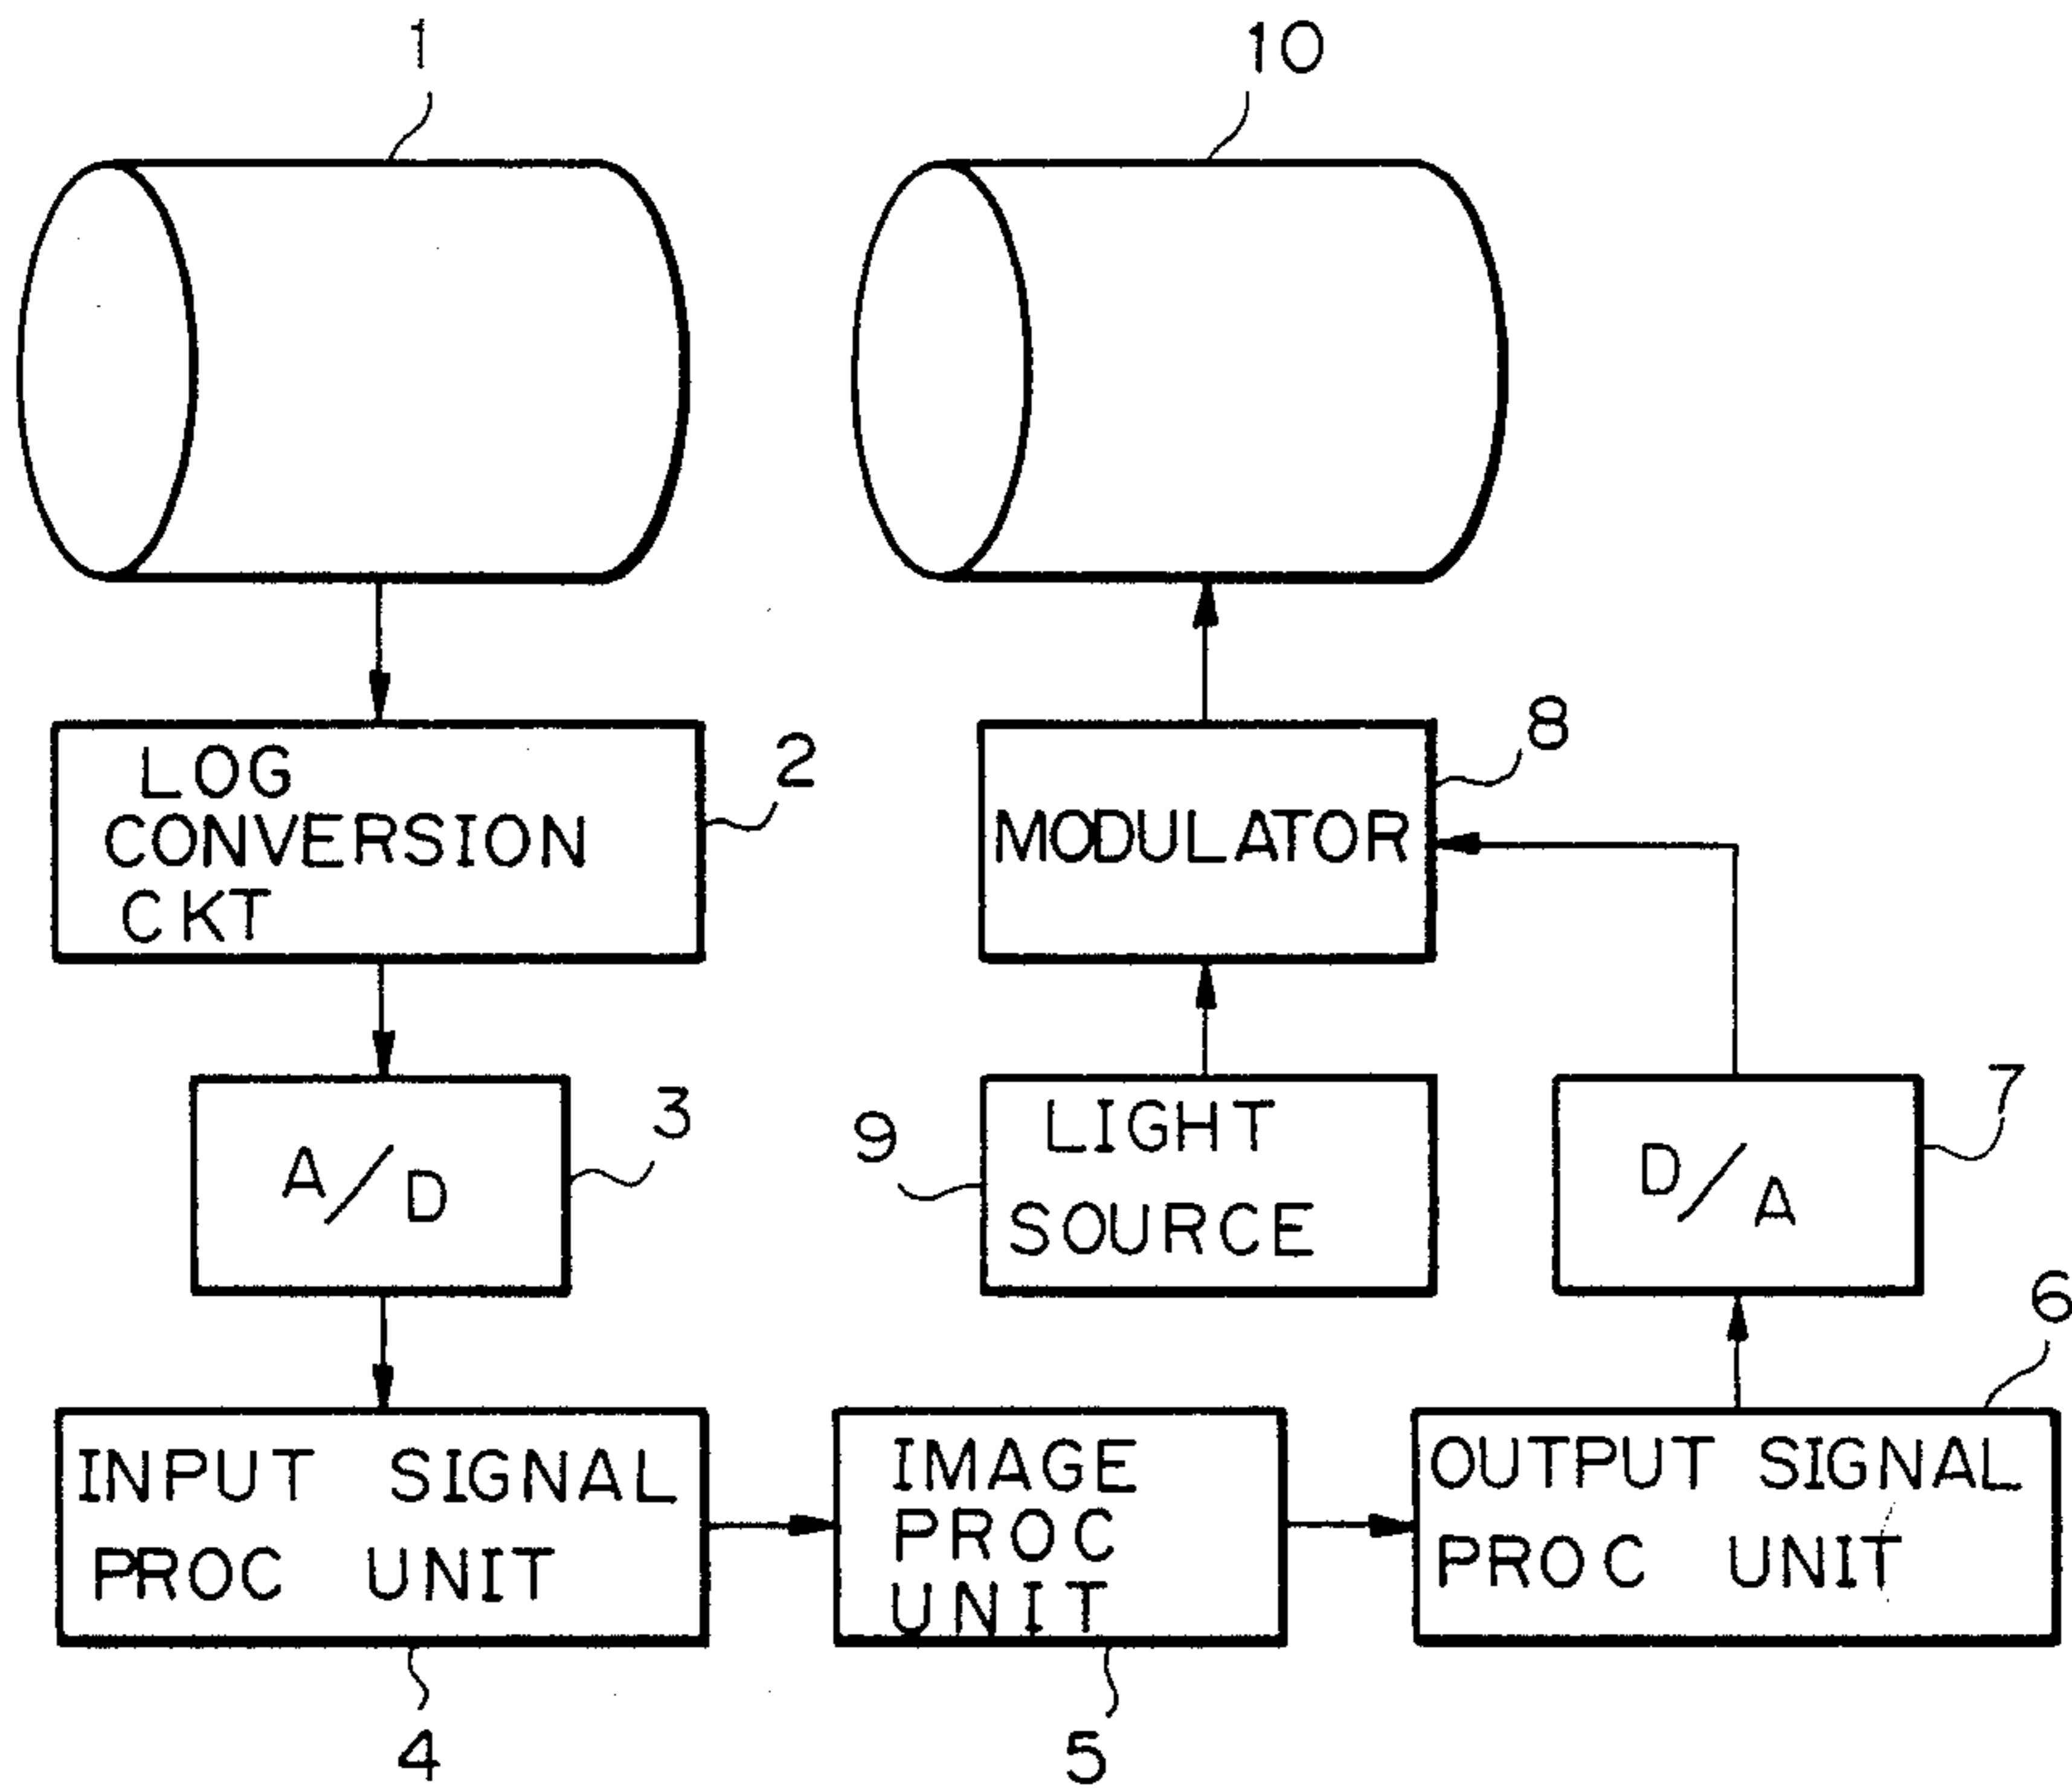 1
10
LOG
CONVERSION
CKT
2
MODULATOR
8
A/D
3
9
LIGHT
SOURCE
D/A
7
INPUT SIGNAL
PROC UNIT
4
IMAGE
PROC
UNIT
5
OUTPUT SIGNAL
PROC UNIT
6